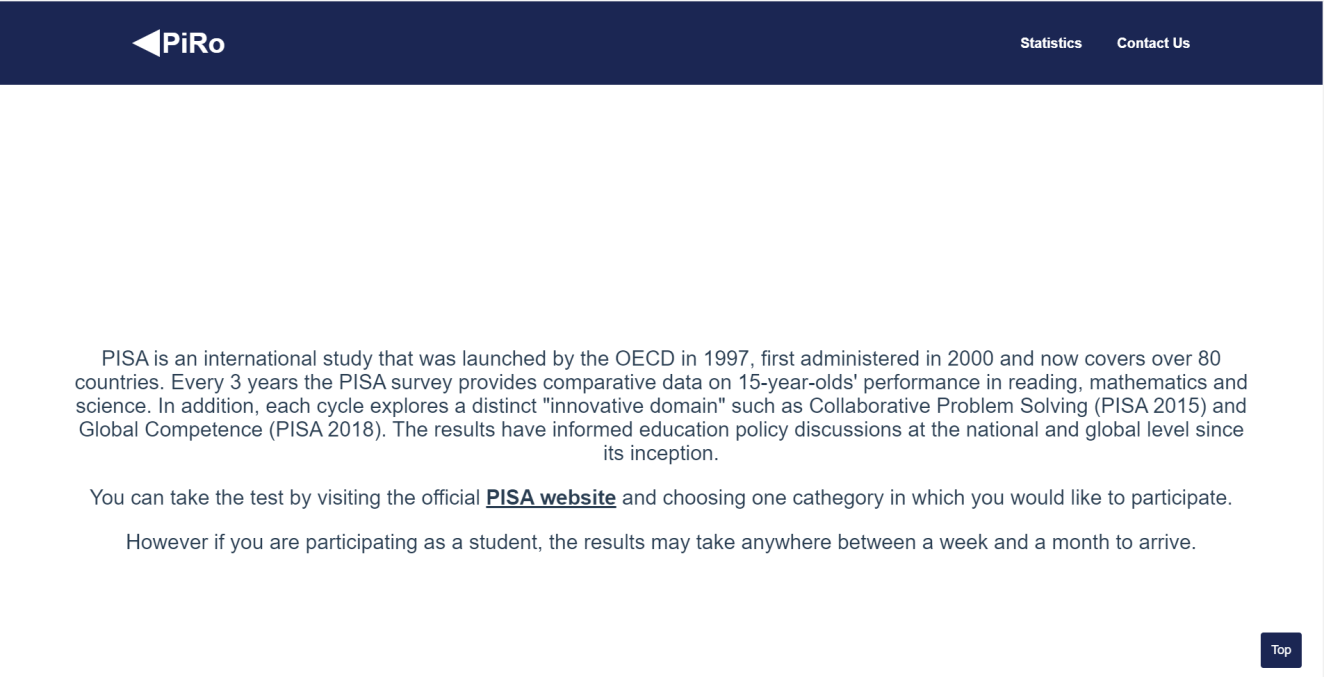 PiRo
Statistics
Contact Us
PISA is an international study that was launched by the OECD in 1997, first administered in 2000 and now covers over 80
countries. Every 3 years the PISA survey provides comparative data on 15-year-olds' performance in reading, mathematics and
science. In addition, each cycle explores a distinct "innovative domain" such as Collaborative Problem Solving (PISA 2015) and
Global Competence (PISA 2018). The results have informed education policy discussions at the national and global level since
its inception.
You can take the test by visiting the official PISA website and choosing one cathegory in which you would like to participate.
However if you are participating as a student, the results may take anywhere between a week and a month to arrive.
Top